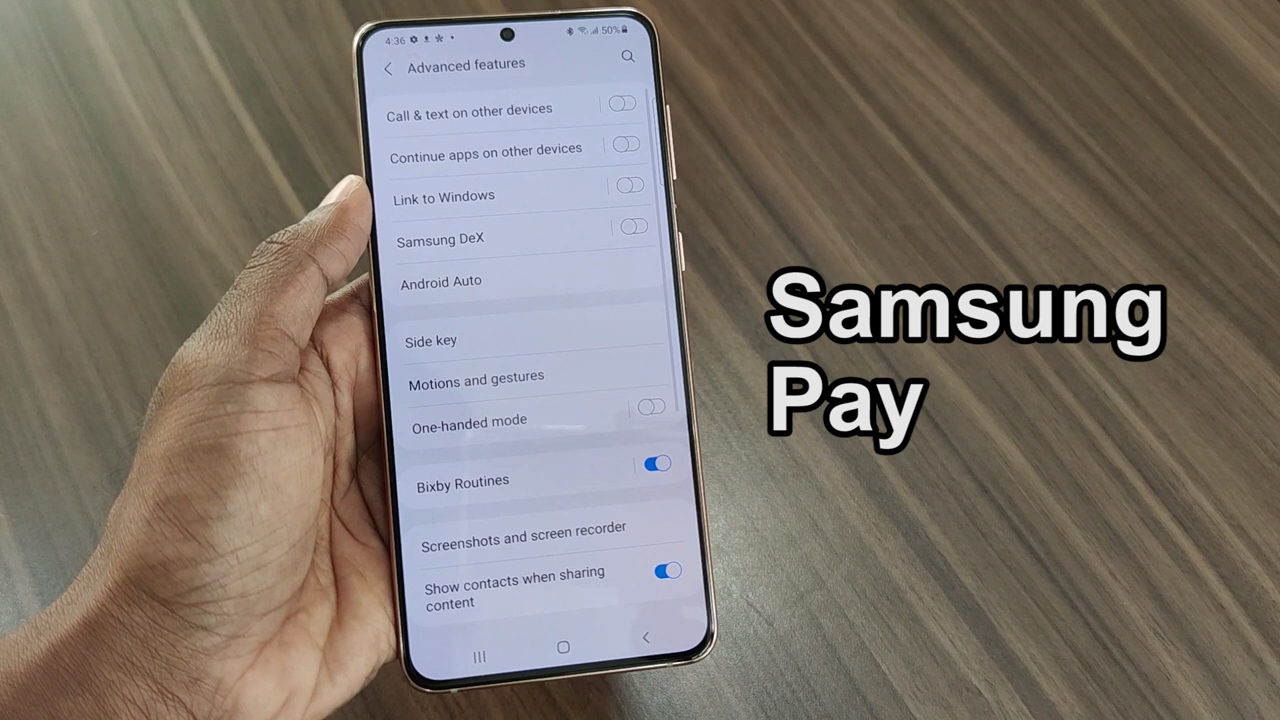 4:36
50%
Advanced features
Call & text on other devices
Continue apps on other devices
Link to Windows
Samsung DeX
Android Auto
Side key
Motions and gestures
One-handed mode
Bixby Routines
Screenshots and screen recorder
Show contacts when sharing
content
Samsung
Pay